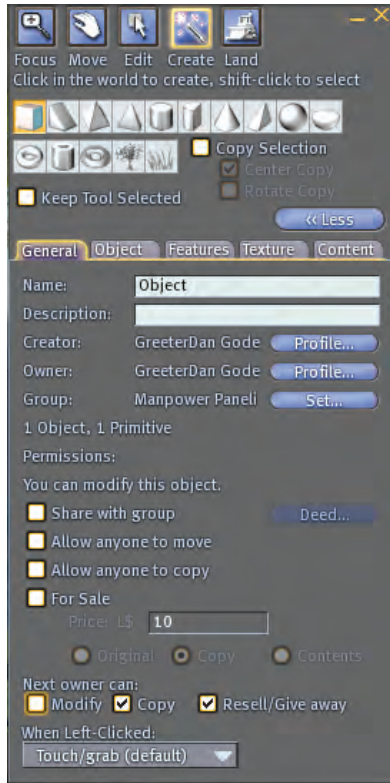 Focus Move Edit Create Land
Click in the world to create, shift-click to select
Copy Selection
Center Copy
Rotate Copy
Keep Tool Selected
<< Less
General Object Features Texture Content
Name: Object
Description:
Creator: GreeterDan Gode Profile...
Owner: GreeterDan Gode Profile...
Group: Manpower Paneli Set...
1 Object, 1 Primitive
Permissions:
You can modify this object.
Share with group Deed...
Allow anyone to move
Allow anyone to copy
For Sale
Price: L$ 10
Original Copy Contents
Next owner can:
Modify Copy Resell/Give away
When Left-Clicked:
Touch/grab (default)